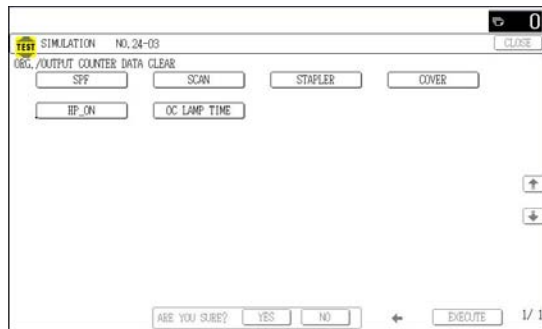 0
TEST SIMULATION NO.24-03 CLOSE
ORG./OUTPUT COUNTER DATA CLEAR
SPF SCAN STAPLER COVER
HP_ON OC LAMP TIME
ARE YOU SURE? YES NO EXECUTE 1/1